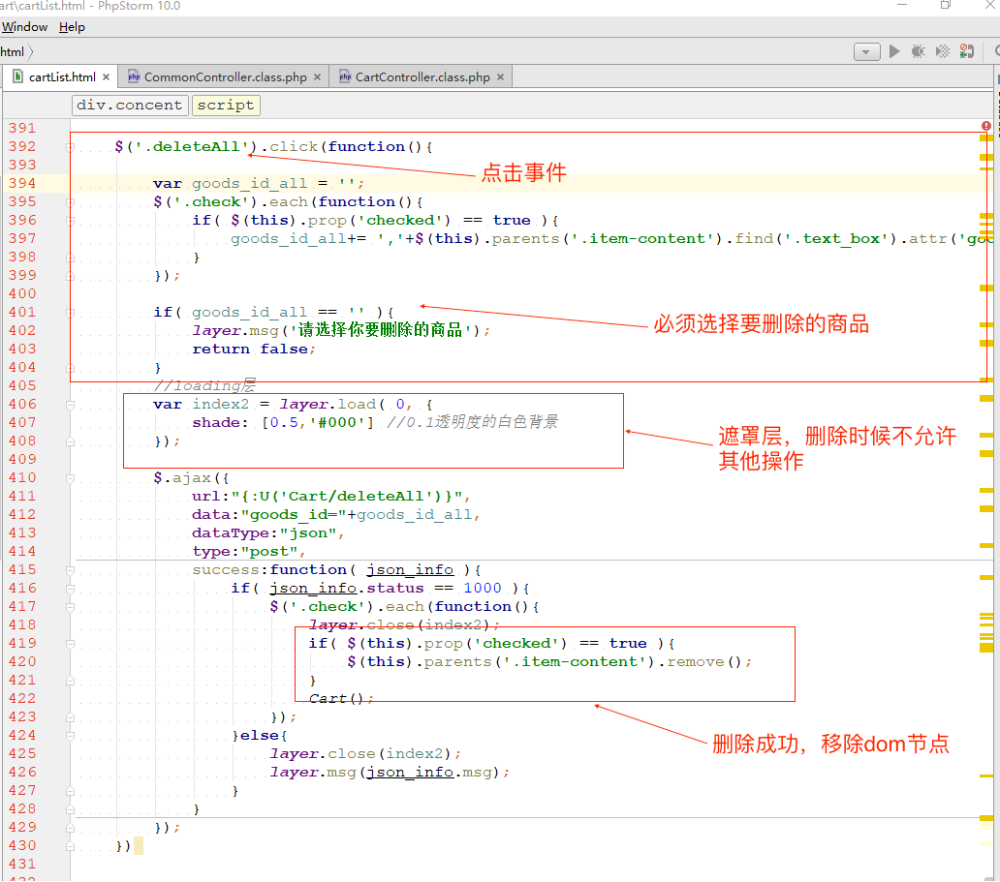 art\cartList.html - PhpStorm 10.0
Window Help
html
cartList.html × CommonController.class.php × CartController.class.php ×
div.concent script
391
392 $('.deleteAll').click(function(){
点击事件
393
394 var goods_id_all = '';
395 $('.check').each(function(){
396 if( $(this).prop('checked') == true ){
397 goods_id_all+= ','+$(this).parents('.item-content').find('.text_box').attr('goo
398 }
399 });
400
401 if( goods_id_all == '' ){
必须选择要删除的商品
402 layer.msg('请选择你要删除的商品');
403 return false;
404 }
405 //loading层
406 var index2 = layer.load( 0, {
407 shade: [0.5,'#000'] //0.1透明度的白色背景
408 });
遮罩层，删除时候不允许
其他操作
409
410 $.ajax({
411 url:"{:U('Cart/deleteAll')}",
412 data:"goods_id="+goods_id_all,
413 dataType:"json",
414 type:"post",
415 success:function( json_info ){
416 if( json_info.status == 1000 ){
417 $('.check').each(function(){
418 layer.close(index2);
419 if( $(this).prop('checked') == true ){
420 $(this).parents('.item-content').remove();
421 }
422 Cart();
423 });
424 }else{
删除成功，移除dom节点
425 layer.close(index2);
426 layer.msg(json_info.msg);
427 }
428 }
429 });
430 })
431